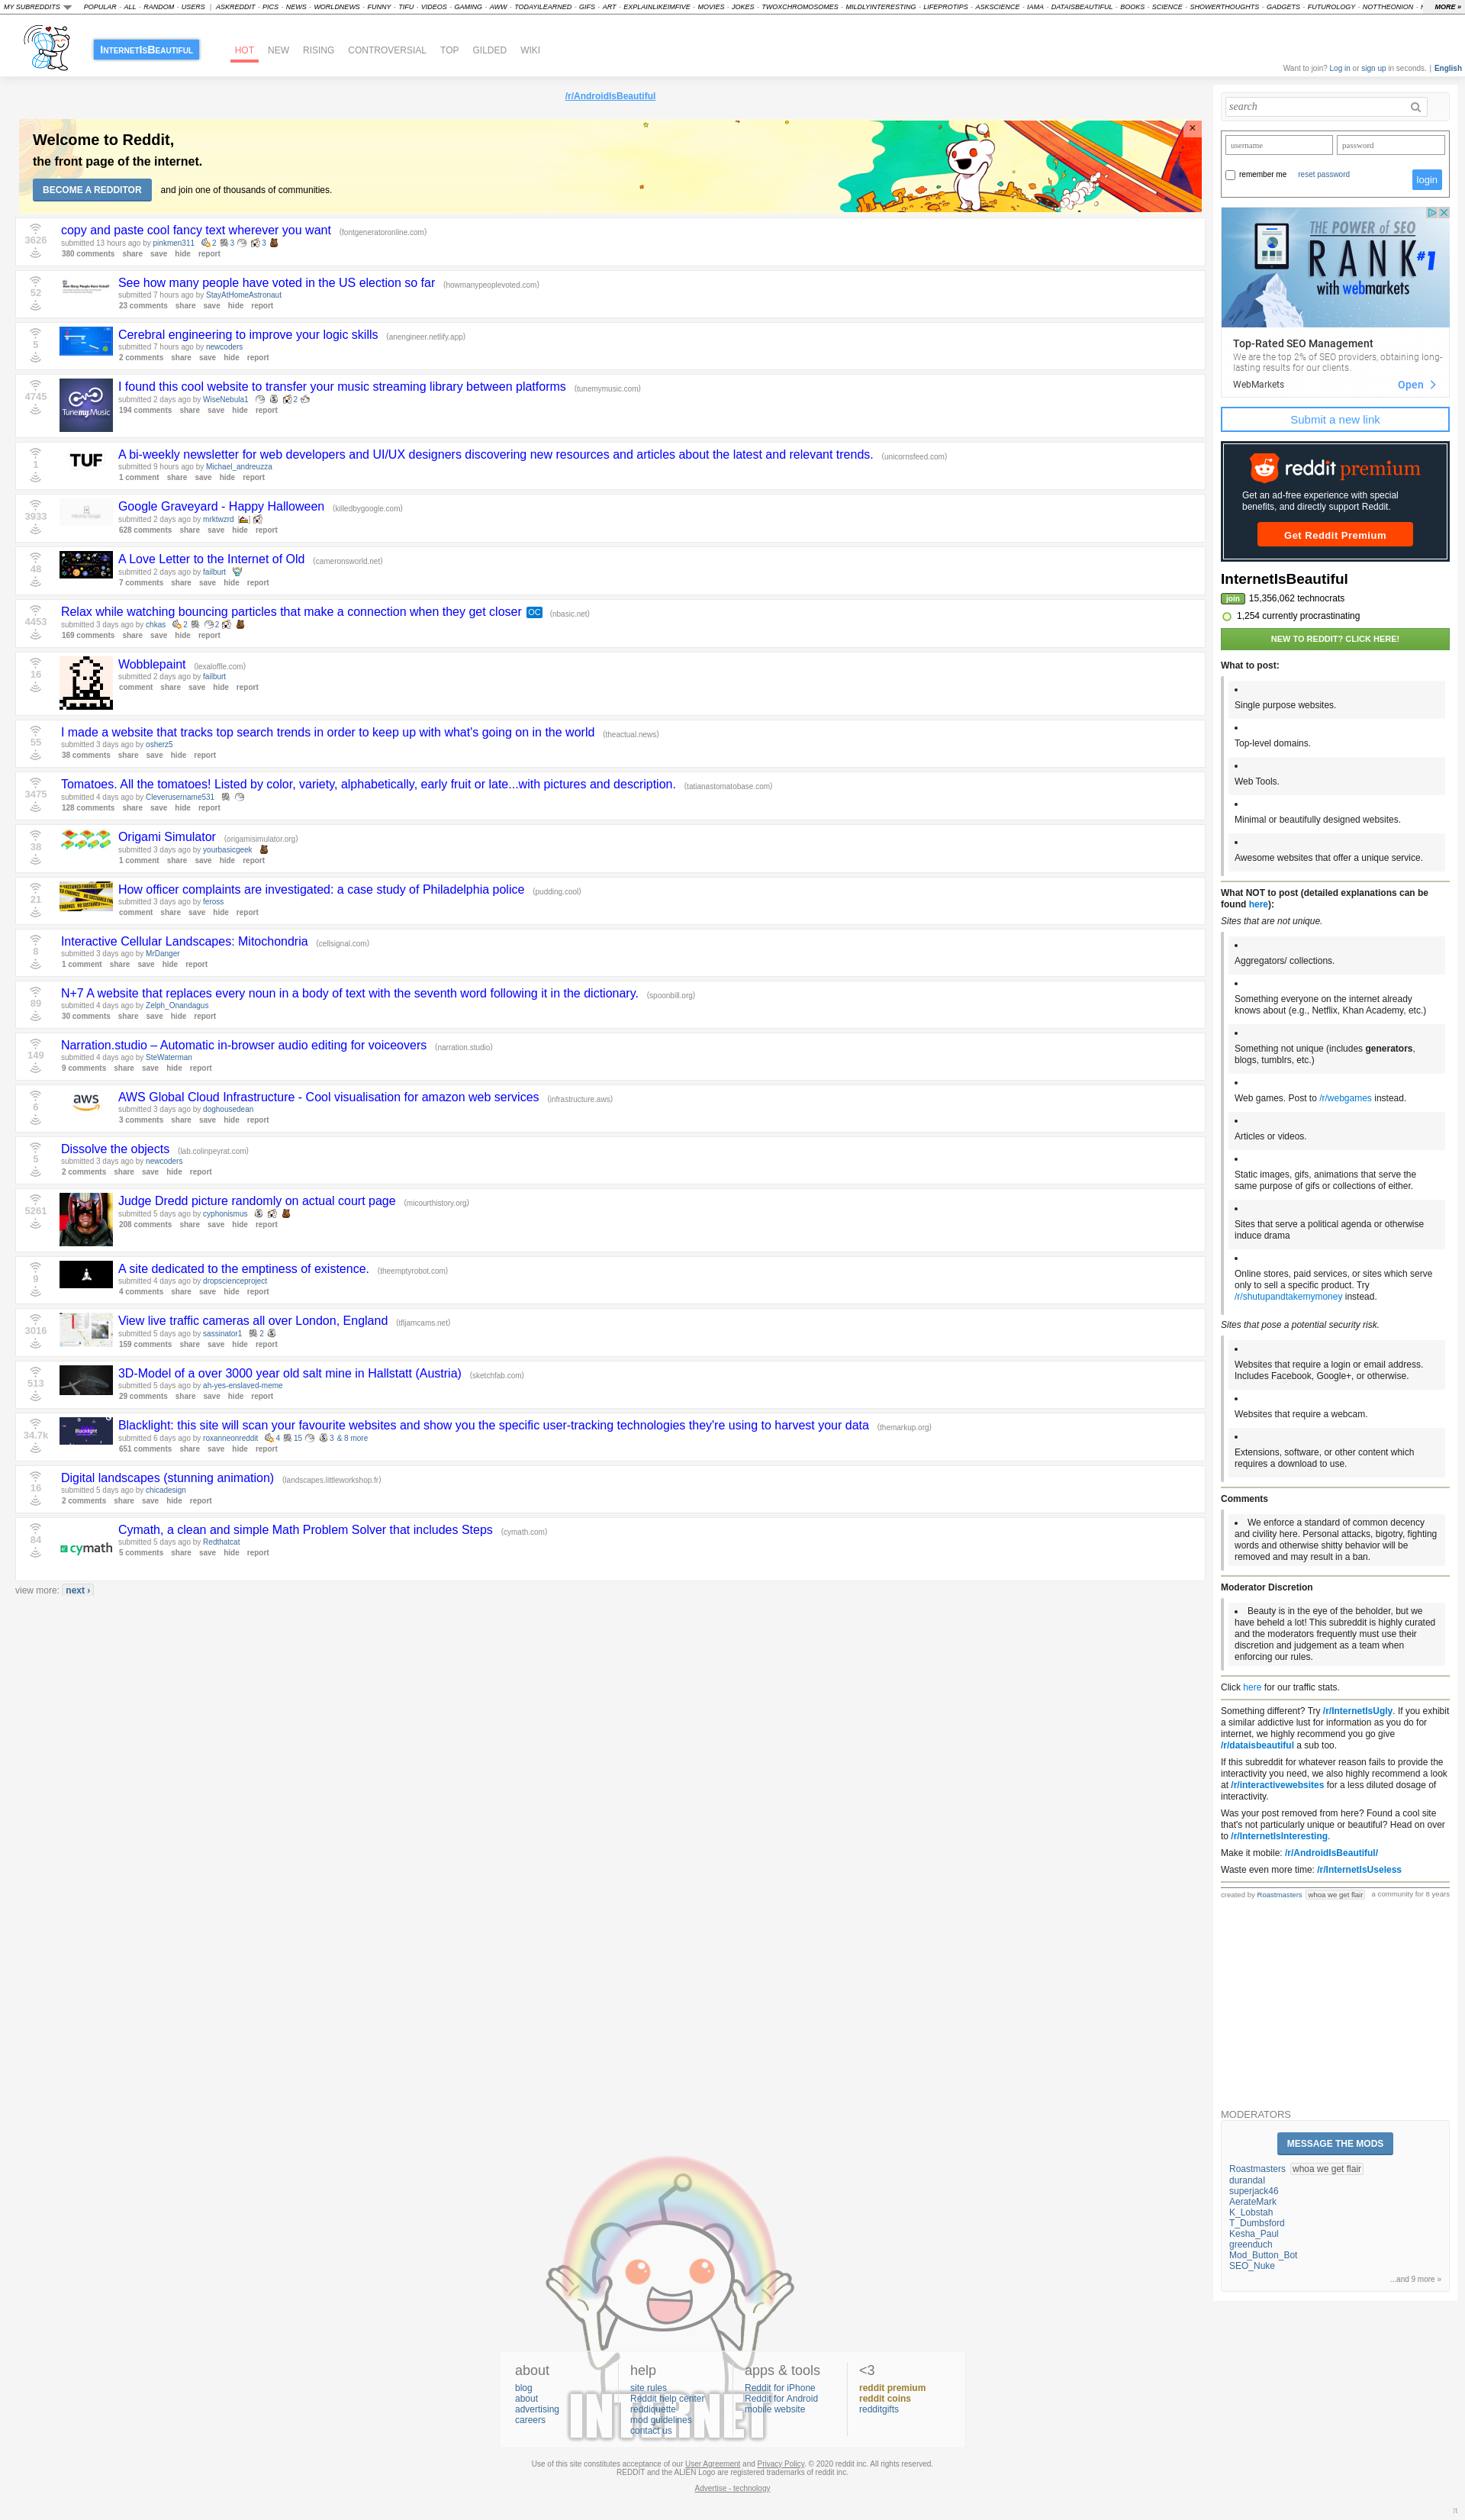 MY SUBREDDITS POPULAR - ALL - RANDOM - USERS | ASKREDDIT - PICS - NEWS - WORLDNEWS - FUNNY - TIFU - VIDEOS - GAMING - AWW - TODAYILEARNED - GIFS - ART - EXPLAINLIKEIMFIVE - MOVIES - JOKES - TWOXCHROMOSOMES - MILDLYINTERESTING - LIFEPROTIPS - ASKSCIENCE - IAMA - DATAISBEAUTIFUL - BOOKS - SCIENCE - SHOWERTHOUGHTS - GADGETS - FUTUROLOGY - NOTTHEONION - MORE »
InternetIsBeautiful HOT NEW RISING CONTROVERSIAL TOP GILDED WIKI
Want to join? Log in or sign up in seconds. | English
/r/AndroidIsBeautiful
Welcome to Reddit,
the front page of the internet.
BECOME A REDDITOR and join one of thousands of communities.
×
3626
copy and paste cool fancy text wherever you want (fontgeneratoronline.com)
submitted 13 hours ago by pinkmen311 2 3 3
380 comments share save hide report
52
See how many people have voted in the US election so far (howmanypeoplevoted.com)
submitted 7 hours ago by StayAtHomeAstronaut
23 comments share save hide report
5
Cerebral engineering to improve your logic skills (anengineer.netlify.app)
submitted 7 hours ago by newcoders
2 comments share save hide report
4745
Tune my Music
I found this cool website to transfer your music streaming library between platforms (tunemymusic.com)
submitted 2 days ago by WiseNebula1 2
194 comments share save hide report
1
TUF
A bi-weekly newsletter for web developers and UI/UX designers discovering new resources and articles about the latest and relevant trends. (unicornsfeed.com)
submitted 9 hours ago by Michael_andreuzza
1 comment share save hide report
3933
Google Graveyard - Happy Halloween (killedbygoogle.com)
submitted 2 days ago by mrktwzrd
628 comments share save hide report
48
A Love Letter to the Internet of Old (cameronsworld.net)
submitted 2 days ago by failburt
7 comments share save hide report
4453
Relax while watching bouncing particles that make a connection when they get closer OC (nbasic.net)
submitted 3 days ago by chkas 2 2
169 comments share save hide report
16
Wobblepaint (lexaloffle.com)
submitted 2 days ago by failburt
comment share save hide report
55
I made a website that tracks top search trends in order to keep up with what's going on in the world (theactual.news)
submitted 3 days ago by osherz5
38 comments share save hide report
3475
Tomatoes. All the tomatoes! Listed by color, variety, alphabetically, early fruit or late...with pictures and description. (tatianastomatobase.com)
submitted 4 days ago by Cleverusername531
128 comments share save hide report
38
Origami Simulator (origamisimulator.org)
submitted 3 days ago by yourbasicgeek
1 comment share save hide report
21
How officer complaints are investigated: a case study of Philadelphia police (pudding.cool)
submitted 3 days ago by feross
comment share save hide report
8
Interactive Cellular Landscapes: Mitochondria (cellsignal.com)
submitted 3 days ago by MrDanger
1 comment share save hide report
89
N+7 A website that replaces every noun in a body of text with the seventh word following it in the dictionary. (spoonbill.org)
submitted 4 days ago by Zelph_Onandagus
30 comments share save hide report
149
Narration.studio – Automatic in-browser audio editing for voiceovers (narration.studio)
submitted 4 days ago by SteWaterman
9 comments share save hide report
6
aws
AWS Global Cloud Infrastructure - Cool visualisation for amazon web services (infrastructure.aws)
submitted 3 days ago by doghousedean
3 comments share save hide report
5
Dissolve the objects (lab.colinpeyrat.com)
submitted 3 days ago by newcoders
2 comments share save hide report
5261
Judge Dredd picture randomly on actual court page (micourthistory.org)
submitted 5 days ago by cyphonismus
208 comments share save hide report
9
A site dedicated to the emptiness of existence. (theemptyrobot.com)
submitted 4 days ago by dropscienceproject
4 comments share save hide report
3016
View live traffic cameras all over London, England (tfljamcams.net)
submitted 5 days ago by sassinator1 2
159 comments share save hide report
513
3D-Model of a over 3000 year old salt mine in Hallstatt (Austria) (sketchfab.com)
submitted 5 days ago by ah-yes-enslaved-meme
29 comments share save hide report
34.7k
Blacklight
Blacklight: this site will scan your favourite websites and show you the specific user-tracking technologies they're using to harvest your data (themarkup.org)
submitted 6 days ago by roxanneonreddit 4 15 3 & 8 more
651 comments share save hide report
16
Digital landscapes (stunning animation) (landscapes.littleworkshop.fr)
submitted 5 days ago by chicadesign
2 comments share save hide report
84
cymath
Cymath, a clean and simple Math Problem Solver that includes Steps (cymath.com)
submitted 5 days ago by Redthatcat
5 comments share save hide report
view more: next ›
search
username password
remember me reset password login
THE POWER of SEO
RANK #1
with webmarkets
Top-Rated SEO Management
We are the top 2% of SEO providers, obtaining long-
lasting results for our clients.
WebMarkets Open
Submit a new link
reddit premium
Get an ad-free experience with special
benefits, and directly support Reddit.
Get Reddit Premium
InternetIsBeautiful
join 15,356,062 technocrats
1,254 currently procrastinating
NEW TO REDDIT? CLICK HERE!
What to post:
Single purpose websites.
Top-level domains.
Web Tools.
Minimal or beautifully designed websites.
Awesome websites that offer a unique service.
What NOT to post (detailed explanations can be
found here):
Sites that are not unique.
Aggregators/ collections.
Something everyone on the internet already
knows about (e.g., Netflix, Khan Academy, etc.)
Something not unique (includes generators,
blogs, tumblrs, etc.)
Web games. Post to /r/webgames instead.
Articles or videos.
Static images, gifs, animations that serve the
same purpose of gifs or collections of either.
Sites that serve a political agenda or otherwise
induce drama
Online stores, paid services, or sites which serve
only to sell a specific product. Try
/r/shutupandtakemymoney instead.
Sites that pose a potential security risk.
Websites that require a login or email address.
Includes Facebook, Google+, or otherwise.
Websites that require a webcam.
Extensions, software, or other content which
requires a download to use.
Comments
We enforce a standard of common decency
and civility here. Personal attacks, bigotry, fighting
words and otherwise shitty behavior will be
removed and may result in a ban.
Moderator Discretion
Beauty is in the eye of the beholder, but we
have beheld a lot! This subreddit is highly curated
and the moderators frequently must use their
discretion and judgement as a team when
enforcing our rules.
Click here for our traffic stats.
Something different? Try /r/InternetIsUgly. If you exhibit
a similar addictive lust for information as you do for
internet, we highly recommend you go give
/r/dataisbeautiful a sub too.
If this subreddit for whatever reason fails to provide the
interactivity you need, we also highly recommend a look
at /r/interactivewebsites for a less diluted dosage of
interactivity.
Was your post removed from here? Found a cool site
that's not particularly unique or beautiful? Head on over
to /r/InternetIsInteresting.
Make it mobile: /r/AndroidIsBeautiful/
Waste even more time: /r/InternetIsUseless
created by Roastmasters whoa we get flair a community for 8 years
MODERATORS
MESSAGE THE MODS
Roastmasters whoa we get flair
durandal
superjack46
AerateMark
K_Lobstah
T_Dumbsford
Kesha_Paul
greenduch
Mod_Button_Bot
SEO_Nuke
...and 9 more »
INTERNET
about
blog
about
advertising
careers
help
site rules
Reddit help center
reddiquette
mod guidelines
contact us
apps & tools
Reddit for iPhone
Reddit for Android
mobile website
<3
reddit premium
reddit coins
redditgifts
Use of this site constitutes acceptance of our User Agreement and Privacy Policy. © 2020 reddit inc. All rights reserved.
REDDIT and the ALIEN Logo are registered trademarks of reddit inc.
Advertise - technology
π